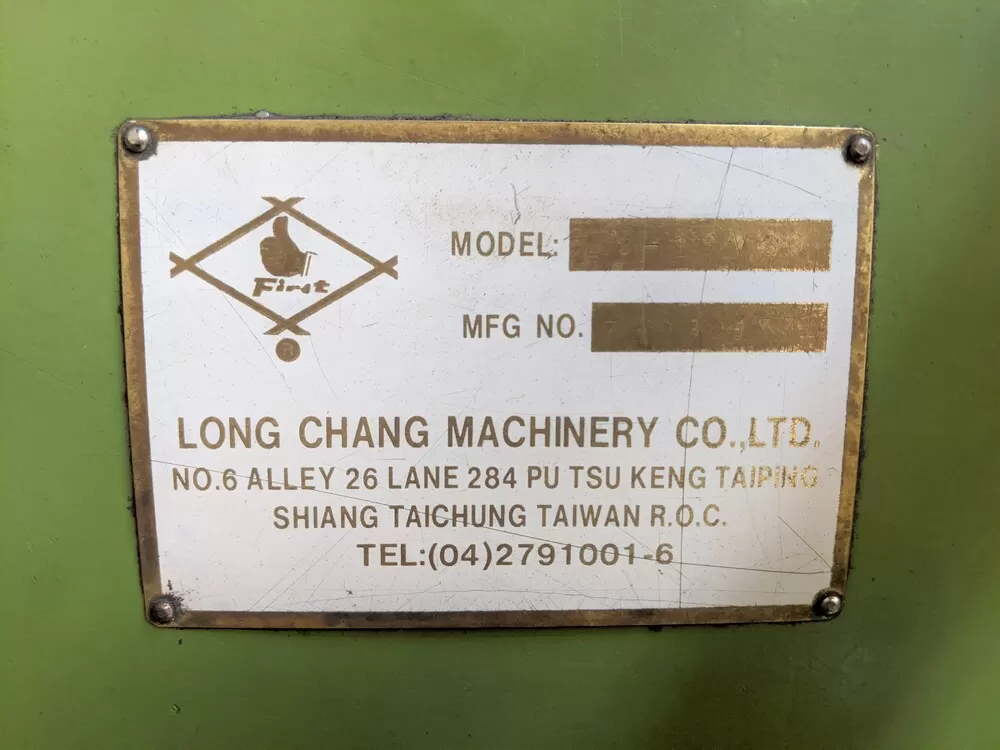 First
MODEL:
MFG NO.
LONG CHANG MACHINERY CO.,LTD.
NO.6 ALLEY 26 LANE 284 PU TSU KENG TAIPING
SHIANG TAICHUNG TAIWAN R.O.C.
TEL:(04)2791001-6